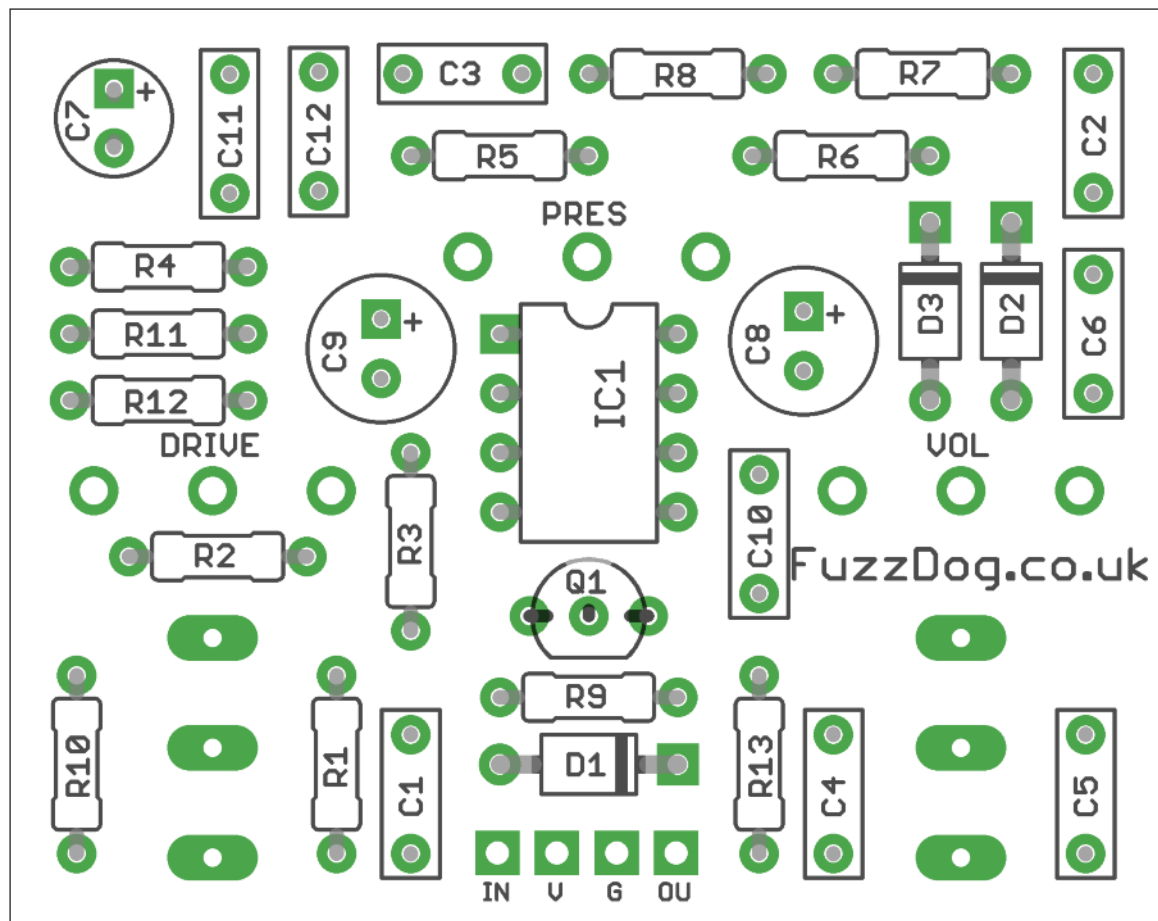 C7 +
C11
C12
C3
R8
R7
C2
R5
R6
PRES
R4
R11
R12
C9 +
IC1
C8 +
D3
D2
C6
DRIVE
VOL
R3
C10
R2
Q1
FuzzDog.co.uk
R10
R1
C1
R9
D1
R13
C4
C5
IN V G OU